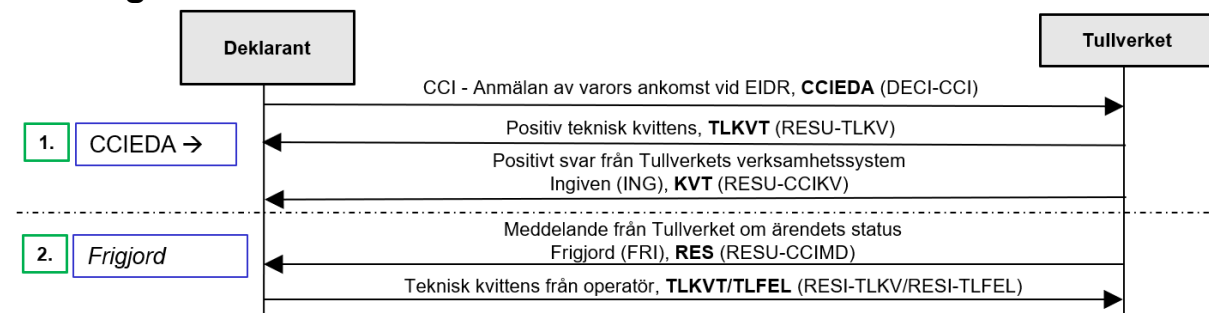 Deklarant
Tullverket
CCI - Anmälan av varors ankomst vid EIDR, CCIEDA (DECI-CCI)
Positiv teknisk kvittens, TLKVT (RESU-TLKV)
1.
CCIEDA →
Positivt svar från Tullverkets verksamhetssystem
Ingiven (ING), KVT (RESU-CCIKV)
Meddelande från Tullverket om ärendets status
2.
Frigjord
Frigjord (FRI), RES (RESU-CCIMD)
Teknisk kvittens från operatör, TLKVT/TLFEL (RESI-TLKV/RESI-TLFEL)